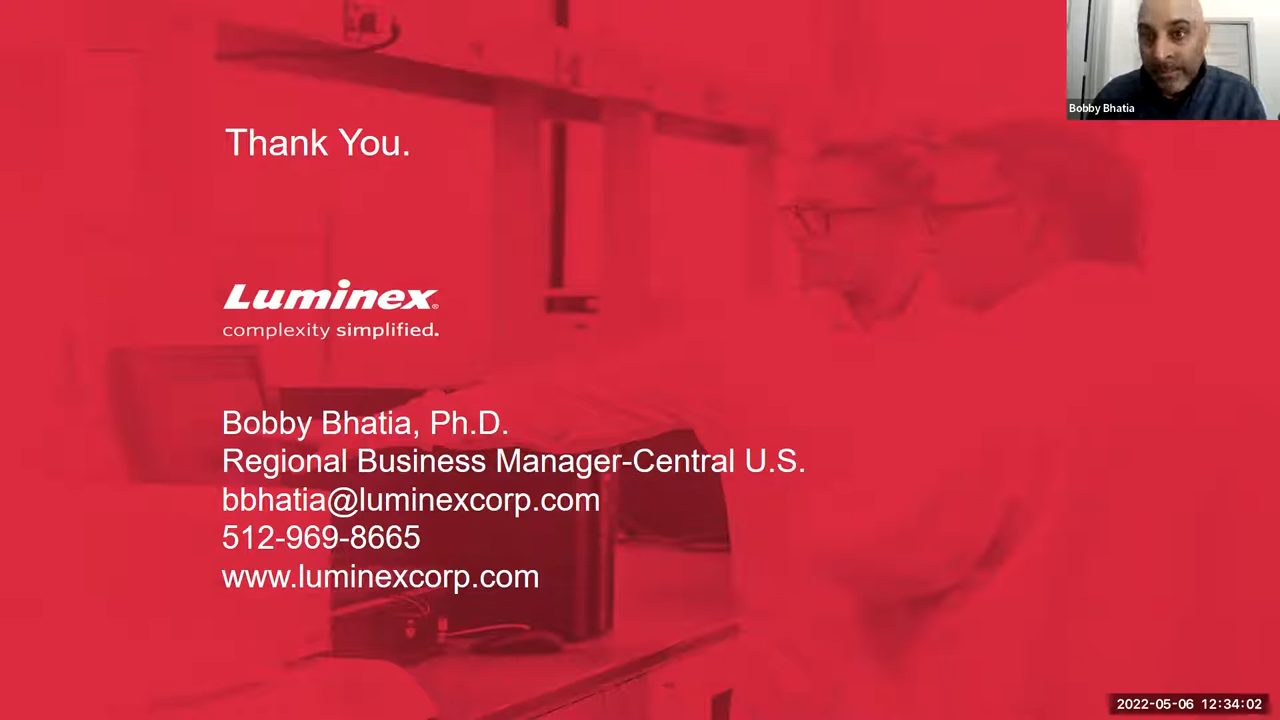 Bobby Bhatia
Thank You.
Luminex®
complexity simplified.
Bobby Bhatia, Ph.D.
Regional Business Manager-Central U.S.
bbhatia@luminexcorp.com
512-969-8665
www.luminexcorp.com
2022-05-06 12:34:02